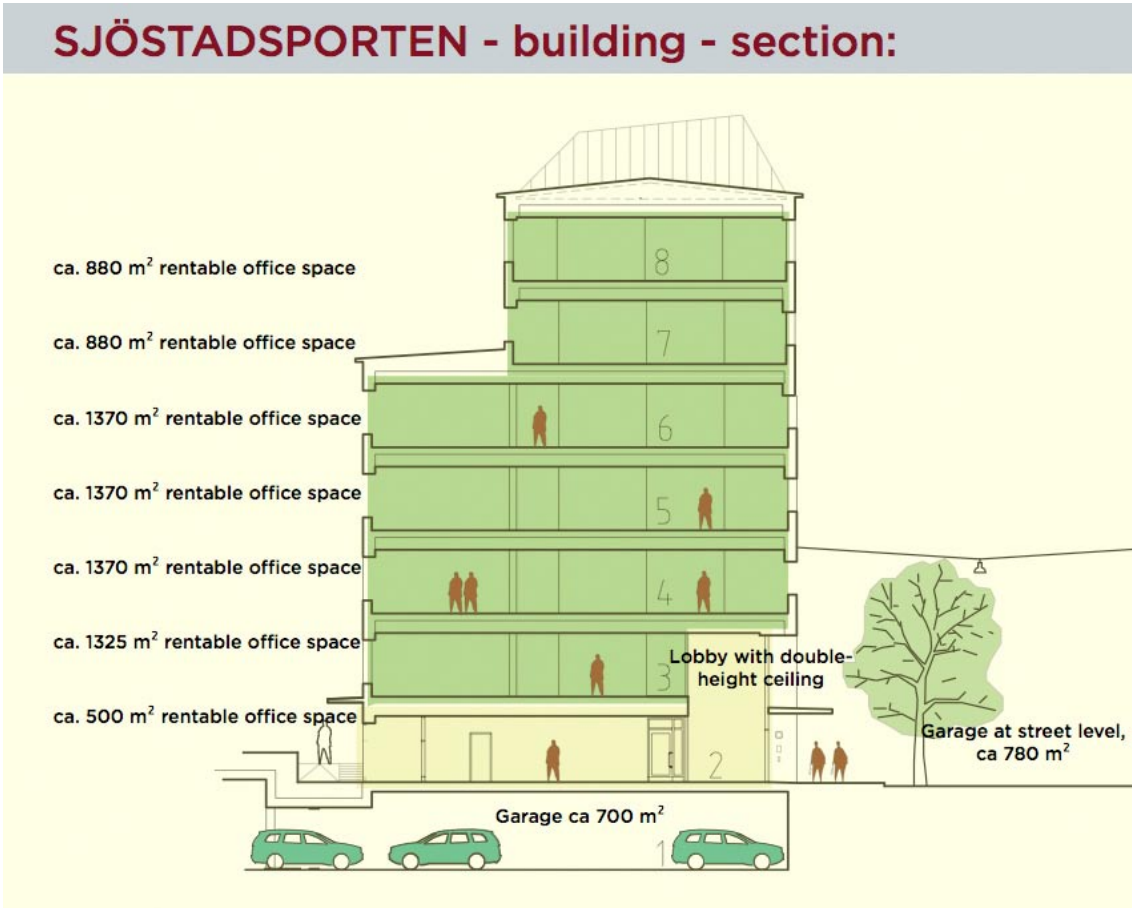 SJÖSTADSPORTEN - building - section:
8
ca. 880 m² rentable office space
7
ca. 880 m² rentable office space
6
ca. 1370 m² rentable office space
5
ca. 1370 m² rentable office space
4
ca. 1370 m² rentable office space
ca. 1325 m² rentable office space
3
Lobby with double-
height ceiling
ca. 500 m² rentable office space
2
Garage at street level,
ca 780 m²
Garage ca 700 m²
1